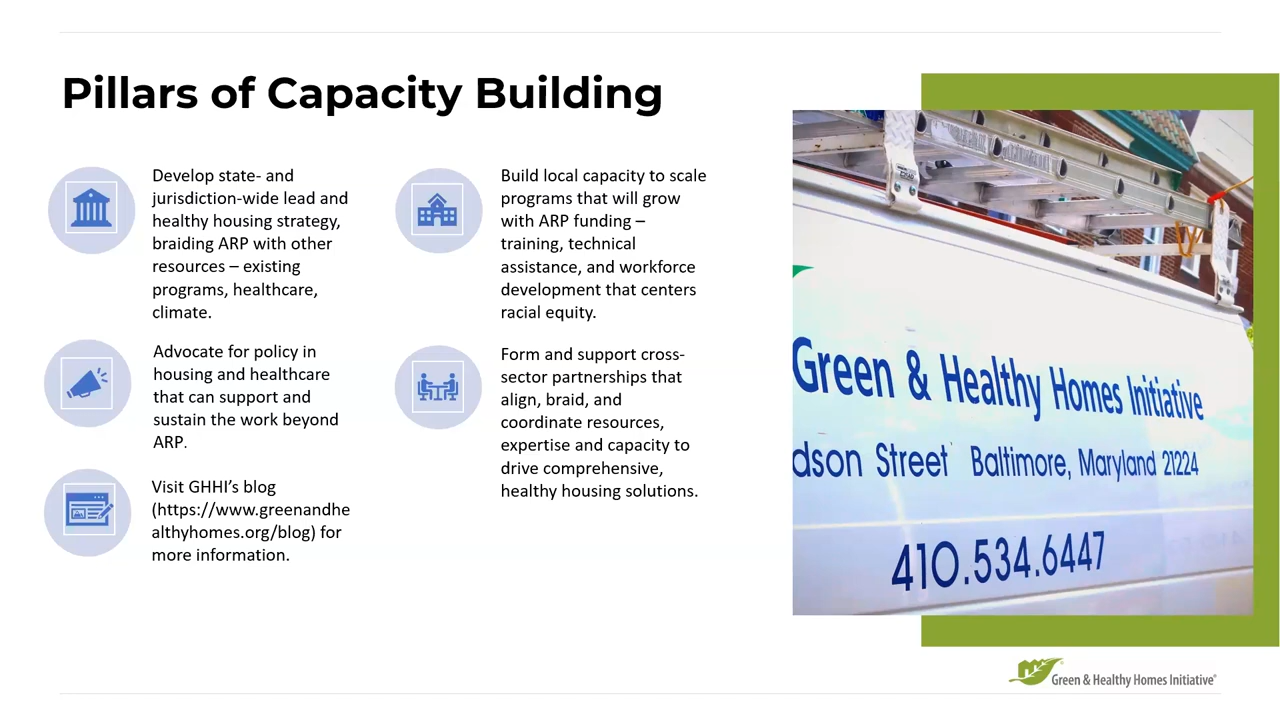 Pillars of Capacity Building
Develop state- and
jurisdiction-wide lead and
healthy housing strategy,
braiding ARP with other
resources – existing
programs, healthcare,
climate.
Advocate for policy in
housing and healthcare
that can support and
sustain the work beyond
ARP.
Visit GHHI’s blog
(https://www.greenandhe
althyhomes.org/blog) for
more information.
Build local capacity to scale
programs that will grow
with ARP funding –
training, technical
assistance, and workforce
development that centers
racial equity.
Form and support cross-
sector partnerships that
align, braid, and
coordinate resources,
expertise and capacity to
drive comprehensive,
healthy housing solutions.
Green & Healthy Homes Initiative
dson Street Baltimore, Maryland 21224
410.534.6447
Green & Healthy Homes Initiative®